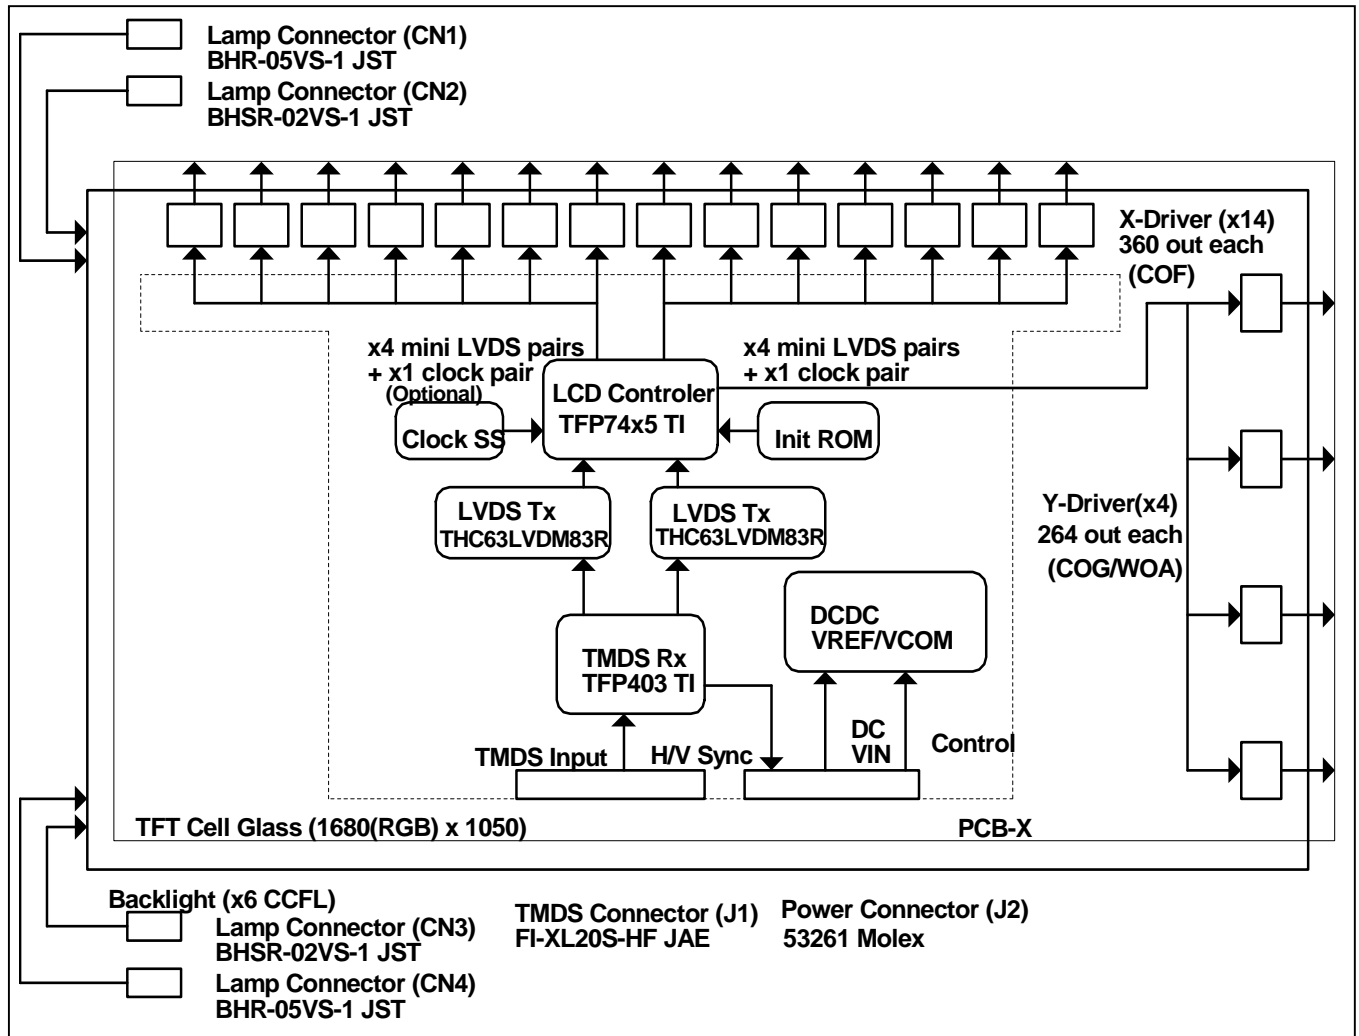 Lamp Connector (CN1)
BHR-05VS-1 JST
Lamp Connector (CN2)
BHSR-02VS-1 JST
X-Driver (x14)
360 out each
(COF)
x4 mini LVDS pairs
+ x1 clock pair
(Optional)
x4 mini LVDS pairs
+ x1 clock pair
LCD Controler
TFP74x5 TI
Clock SS
Init ROM
LVDS Tx
THC63LVDM83R
LVDS Tx
THC63LVDM83R
Y-Driver(x4)
264 out each
(COG/WOA)
DCDC
VREF/VCOM
TMDS Rx
TFP403 TI
TMDS Input
H/V Sync
DC
VIN
Control
TFT Cell Glass (1680(RGB) x 1050)
PCB-X
Backlight (x6 CCFL)
Lamp Connector (CN3)
BHSR-02VS-1 JST
TMDS Connector (J1)
FI-XL20S-HF JAE
Power Connector (J2)
53261 Molex
Lamp Connector (CN4)
BHR-05VS-1 JST